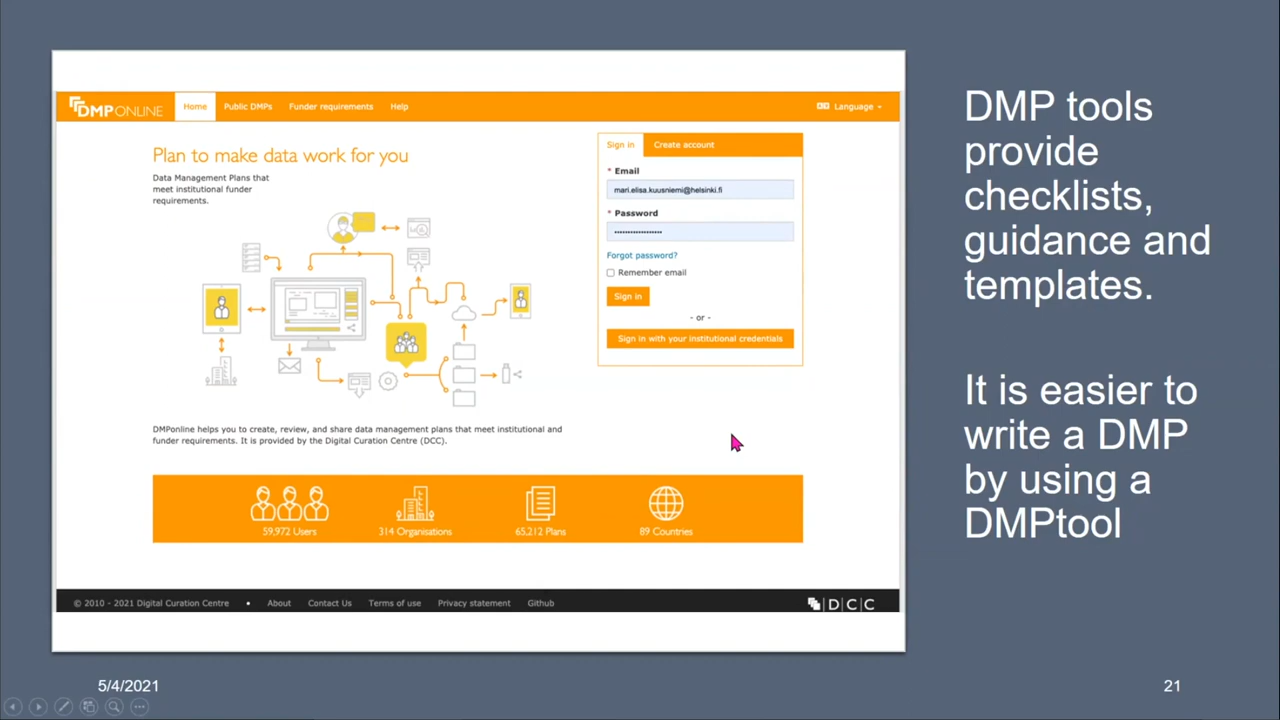 DMPONLINE
Home
Public DMPs
Funder requirements
Help
Language
Plan to make data work for you
Data Management Plans that
meet institutional funder
requirements.
Sign in
Create account
* Email
mari.elisa.kuusniemi@helsinki.fi
* Password
Forgot password?
Remember email
Sign in
- or -
Sign in with your institutional credentials
DMPonline helps you to create, review, and share data management plans that meet institutional and
funder requirements. It is provided by the Digital Curation Centre (DCC).
59,972 Users
314 Organisations
65,212 Plans
89 Countries
© 2010 - 2021 Digital Curation Centre
•
About
Contact Us
Terms of use
Privacy statement
Github
DCC
DMP tools
provide
checklists,
guidance and
templates.
It is easier to
write a DMP
by using a
DMPtool
5/4/2021
21